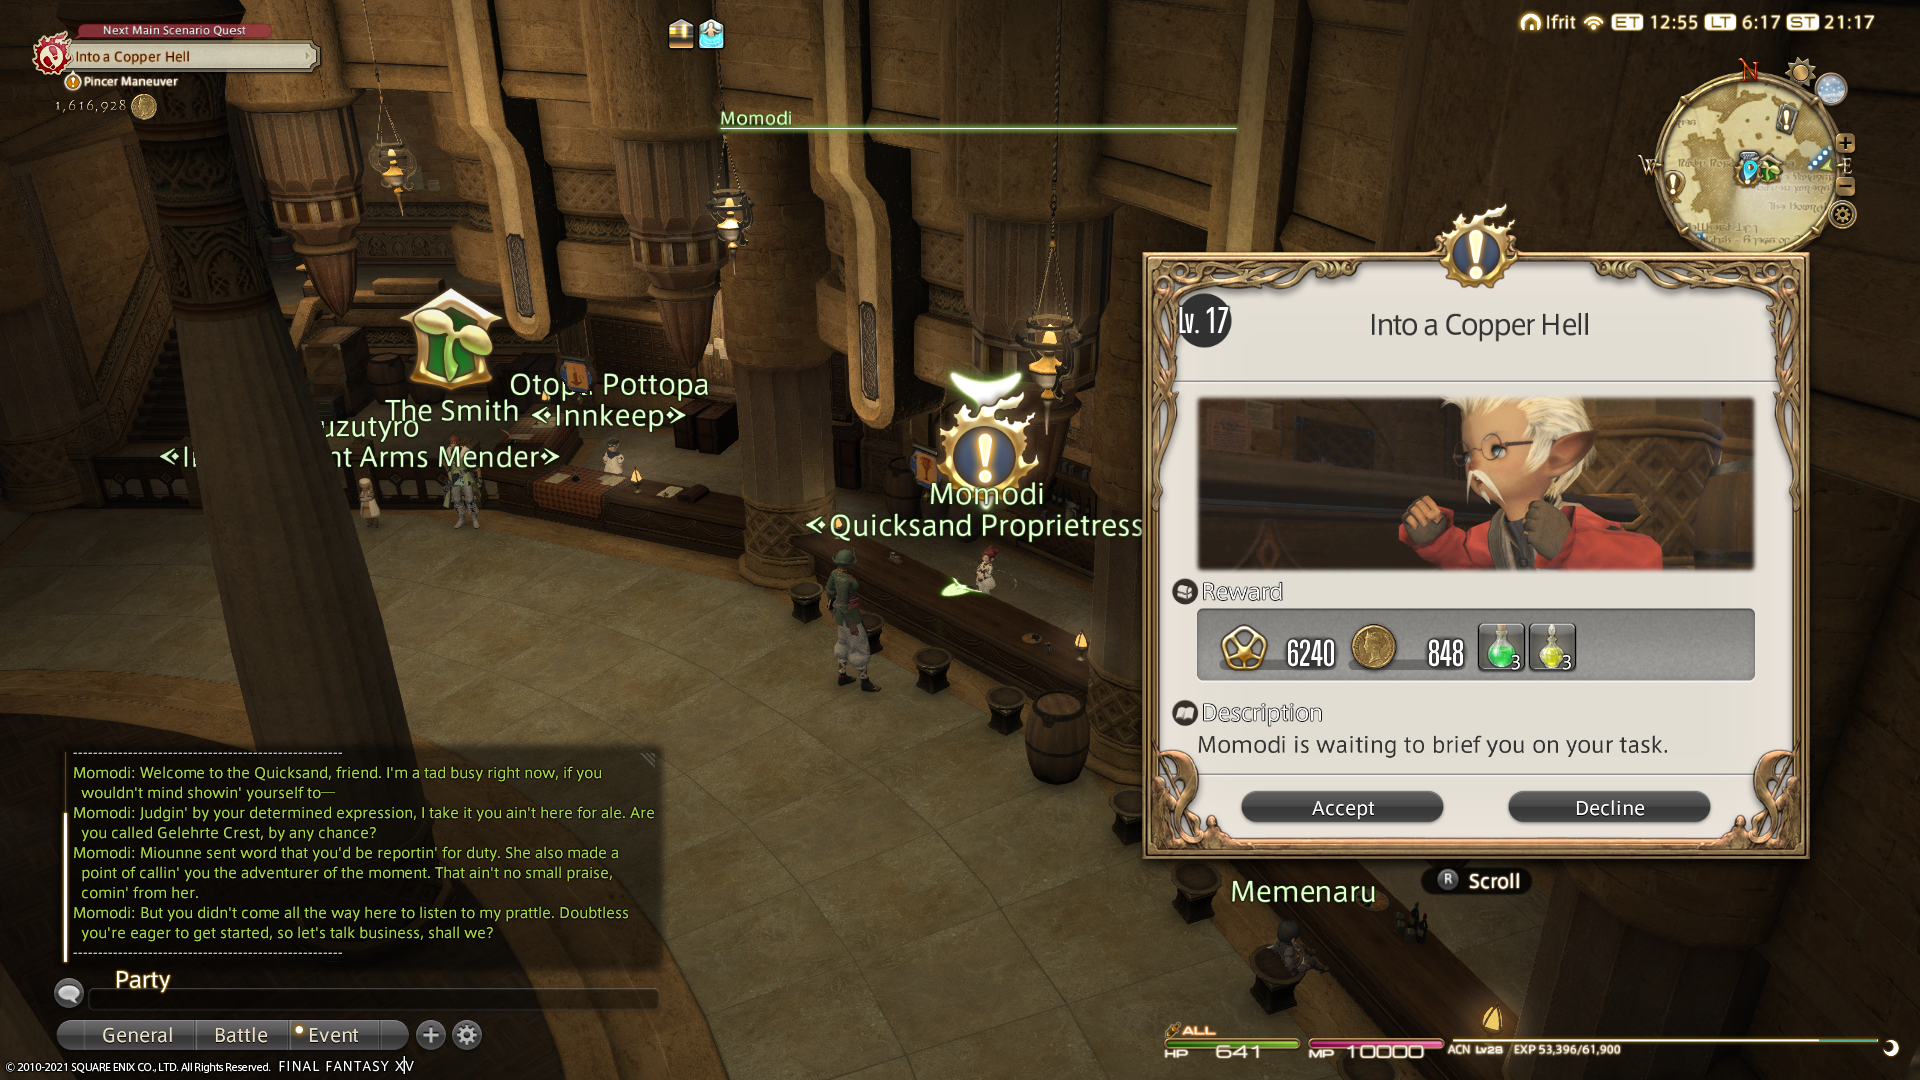 Next Main Scenario Quest
Into a Copper Hell
Pincer Maneuver
1,616,928
Ifrit ET 12:55 LT 6:17 ST 21:17
N
W
E
Momodi
Otopa Pottopa
<Innkeep>
The Smith
uzutyro
nt Arms Mender>
Momodi
<Quicksand Proprietress
Lv. 17
Into a Copper Hell
Reward
6240 848 3 3
Description
Momodi is waiting to brief you on your task.
Accept Decline
R Scroll
Memenaru
Momodi: Welcome to the Quicksand, friend. I'm a tad busy right now, if you
wouldn't mind showin' yourself to—
Momodi: Judgin' by your determined expression, I take it you ain't here for ale. Are
you called Gelehrte Crest, by any chance?
Momodi: Miounne sent word that you'd be reportin' for duty. She also made a
point of callin' you the adventurer of the moment. That ain't no small praise,
comin' from her.
Momodi: But you didn't come all the way here to listen to my prattle. Doubtless
you're eager to get started, so let's talk business, shall we?
Party
General Battle Event
ALL
HP 641 MP 10000 ACN Lv28 EXP 53,396/61,900
© 2010-2021 SQUARE ENIX CO., LTD. All Rights Reserved. FINAL FANTASY XIV